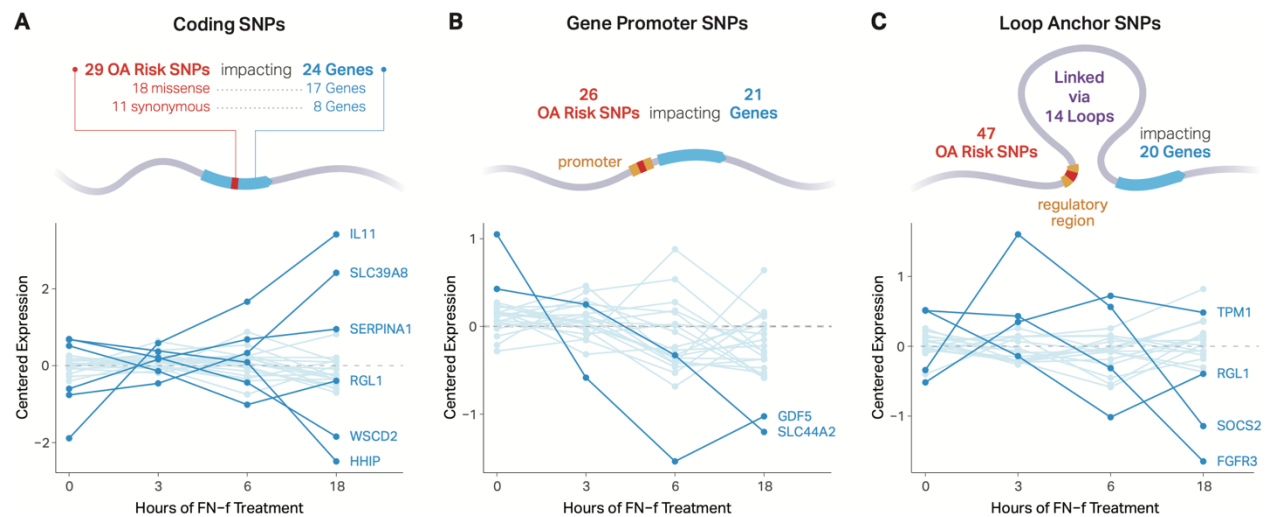 A
Coding SNPs
29 OA Risk SNPs impacting 24 Genes
18 missense 17 Genes
11 synonymous 8 Genes
Centered Expression
2
0
−2
IL11
SLC39A8
SERPINA1
RGL1
WSCD2
HHIP
0 3 6 18
Hours of FN−f Treatment
B
Gene Promoter SNPs
26
OA Risk SNPs
impacting
21
Genes
promoter
Centered Expression
1
0
−1
GDF5
SLC44A2
0 3 6 18
Hours of FN−f Treatment
C
Loop Anchor SNPs
Linked
via
14 Loops
47
OA Risk SNPs
impacting
20 Genes
regulatory
region
Centered Expression
1
0
−1
TPM1
RGL1
SOCS2
FGFR3
0 3 6 18
Hours of FN−f Treatment